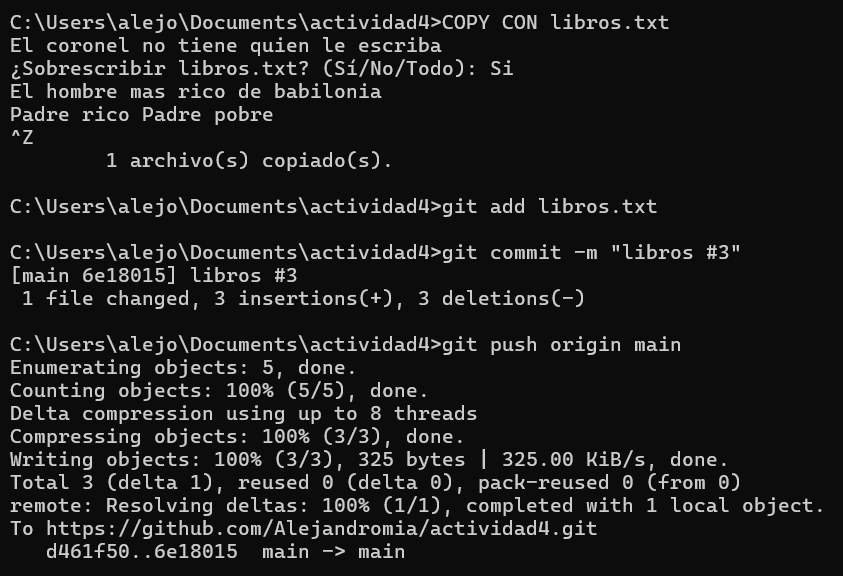 C:\Users\alejo\Documents\actividad4>COPY CON libros.txt
El coronel no tiene quien le escriba
¿Sobrescribir libros.txt? (Sí/No/Todo): Si
El hombre mas rico de babilonia
Padre rico Padre pobre
^Z
        1 archivo(s) copiado(s).

C:\Users\alejo\Documents\actividad4>git add libros.txt

C:\Users\alejo\Documents\actividad4>git commit -m "libros #3"
[main 6e18015] libros #3
 1 file changed, 3 insertions(+), 3 deletions(-)

C:\Users\alejo\Documents\actividad4>git push origin main
Enumerating objects: 5, done.
Counting objects: 100% (5/5), done.
Delta compression using up to 8 threads
Compressing objects: 100% (3/3), done.
Writing objects: 100% (3/3), 325 bytes | 325.00 KiB/s, done.
Total 3 (delta 1), reused 0 (delta 0), pack-reused 0 (from 0)
remote: Resolving deltas: 100% (1/1), completed with 1 local object.
To https://github.com/Alejandromia/actividad4.git
   d461f50..6e18015  main -> main